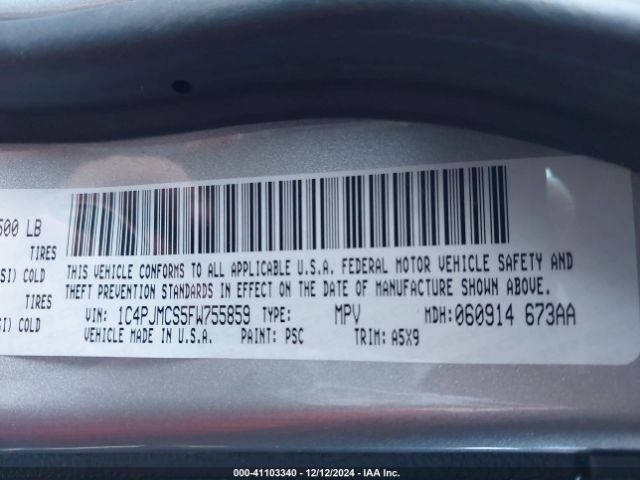 500 LB
TIRES
SI) COLD
TIRES
SI) COLD
THIS VEHICLE CONFORMS TO ALL APPLICABLE U.S.A. FEDERAL MOTOR VEHICLE SAFETY AND
THEFT PREVENTION STANDARDS IN EFFECT ON THE DATE OF MANUFACTURE SHOWN ABOVE.
VIN: 1C4PJMCS5FW755859 TYPE: MPV MDH:060914 673AA
VEHICLE MADE IN U.S.A. PAINT: PSC TRIM: A5X9
000-41103340 - 12/12/2024 - IAA Inc.